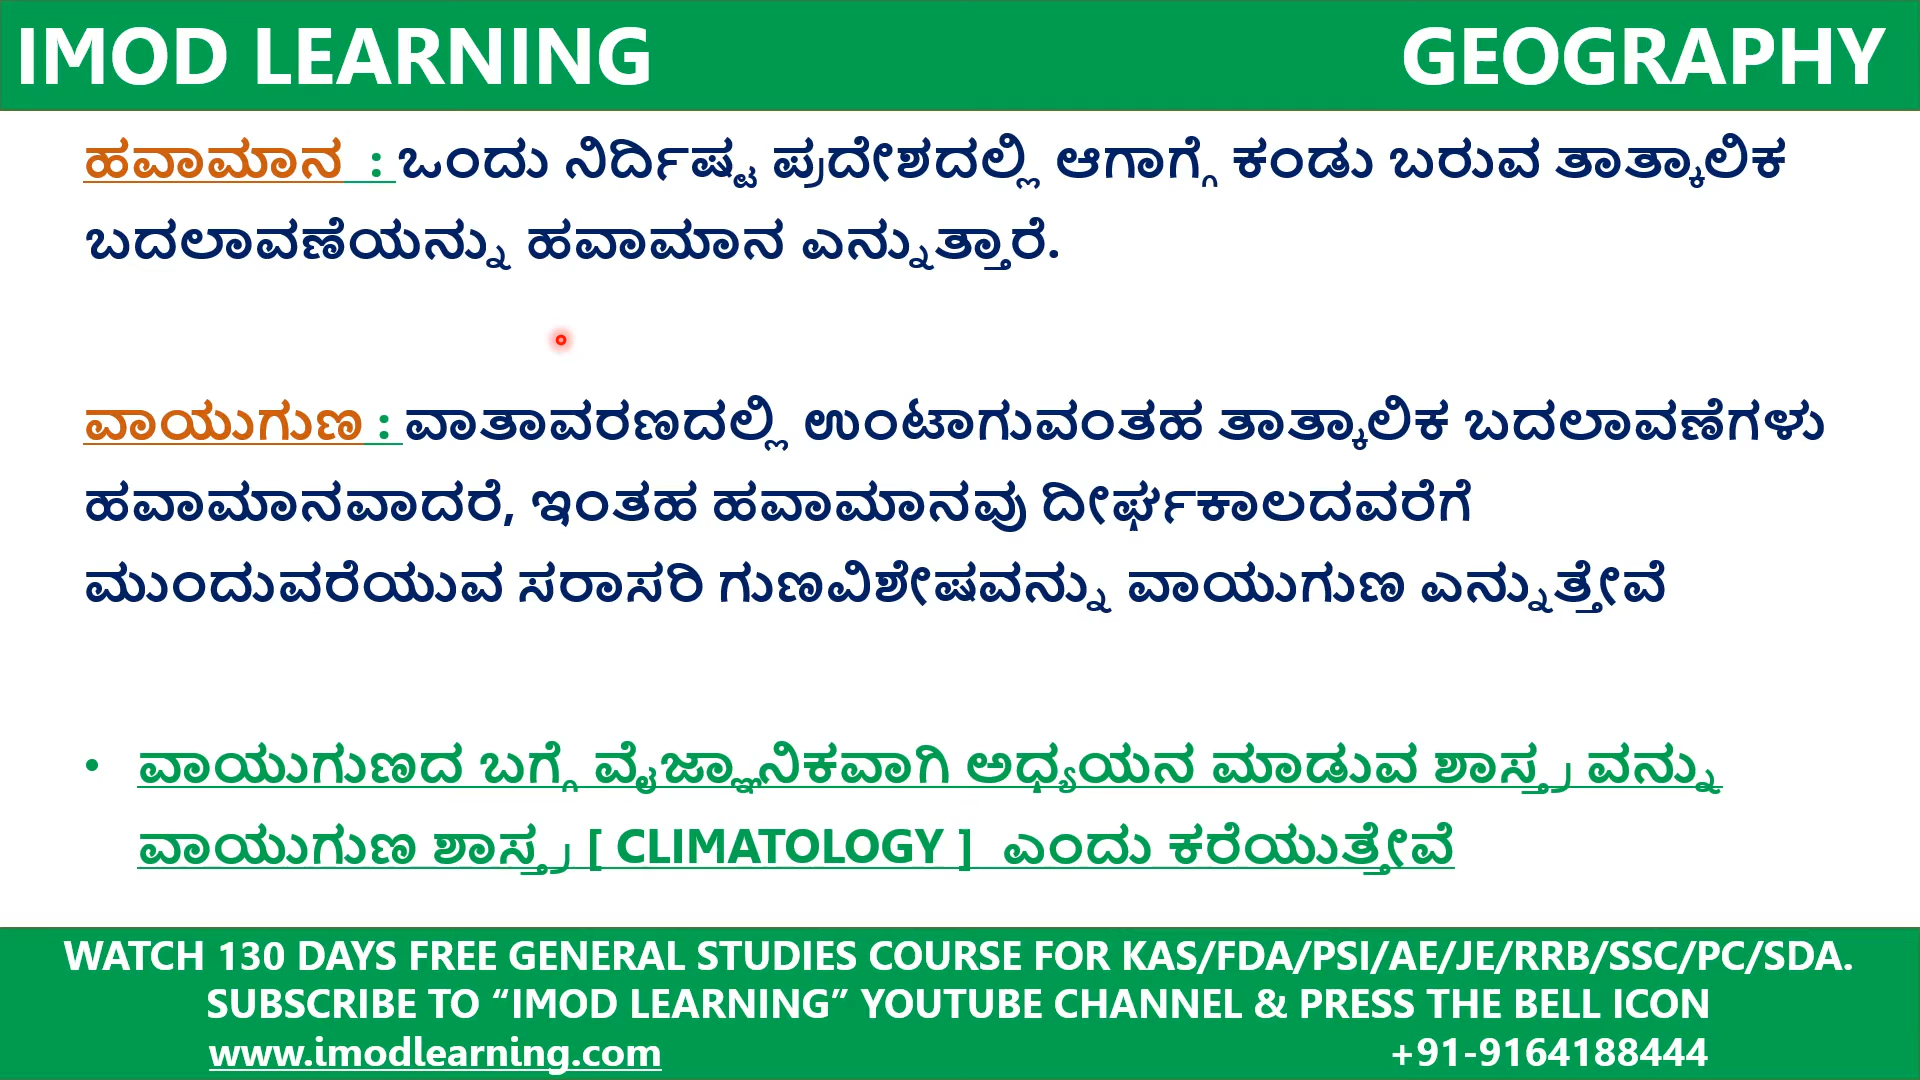 IMOD LEARNING GEOGRAPHY
ಹವಾಮಾನ : ಒಂದು ನಿರ್ದಿಷ್ಟ ಪ್ರದೇಶದಲ್ಲಿ ಆಗಾಗ್ಗೆ ಕಂಡು ಬರುವ ತಾತ್ಕಾಲಿಕ
ಬದಲಾವಣೆಯನ್ನು ಹವಾಮಾನ ಎನ್ನುತ್ತಾರೆ.
ವಾಯುಗುಣ : ವಾತಾವರಣದಲ್ಲಿ ಉಂಟಾಗುವಂತಹ ತಾತ್ಕಾಲಿಕ ಬದಲಾವಣೆಗಳು
ಹವಾಮಾನವಾದರೆ, ಇಂತಹ ಹವಾಮಾನವು ದೀರ್ಘಕಾಲದವರೆಗೆ
ಮುಂದುವರೆಯುವ ಸರಾಸರಿ ಗುಣವಿಶೇಷವನ್ನು ವಾಯುಗುಣ ಎನ್ನುತ್ತೇವೆ
• ವಾಯುಗುಣದ ಬಗ್ಗೆ ವೈಜ್ಞಾನಿಕವಾಗಿ ಅಧ್ಯಯನ ಮಾಡುವ ಶಾಸ್ತ್ರವನ್ನು
ವಾಯುಗುಣ ಶಾಸ್ತ್ರ [ CLIMATOLOGY ] ಎಂದು ಕರೆಯುತ್ತೇವೆ
WATCH 130 DAYS FREE GENERAL STUDIES COURSE FOR KAS/FDA/PSI/AE/JE/RRB/SSC/PC/SDA.
SUBSCRIBE TO “IMOD LEARNING” YOUTUBE CHANNEL & PRESS THE BELL ICON
www.imodlearning.com +91-9164188444